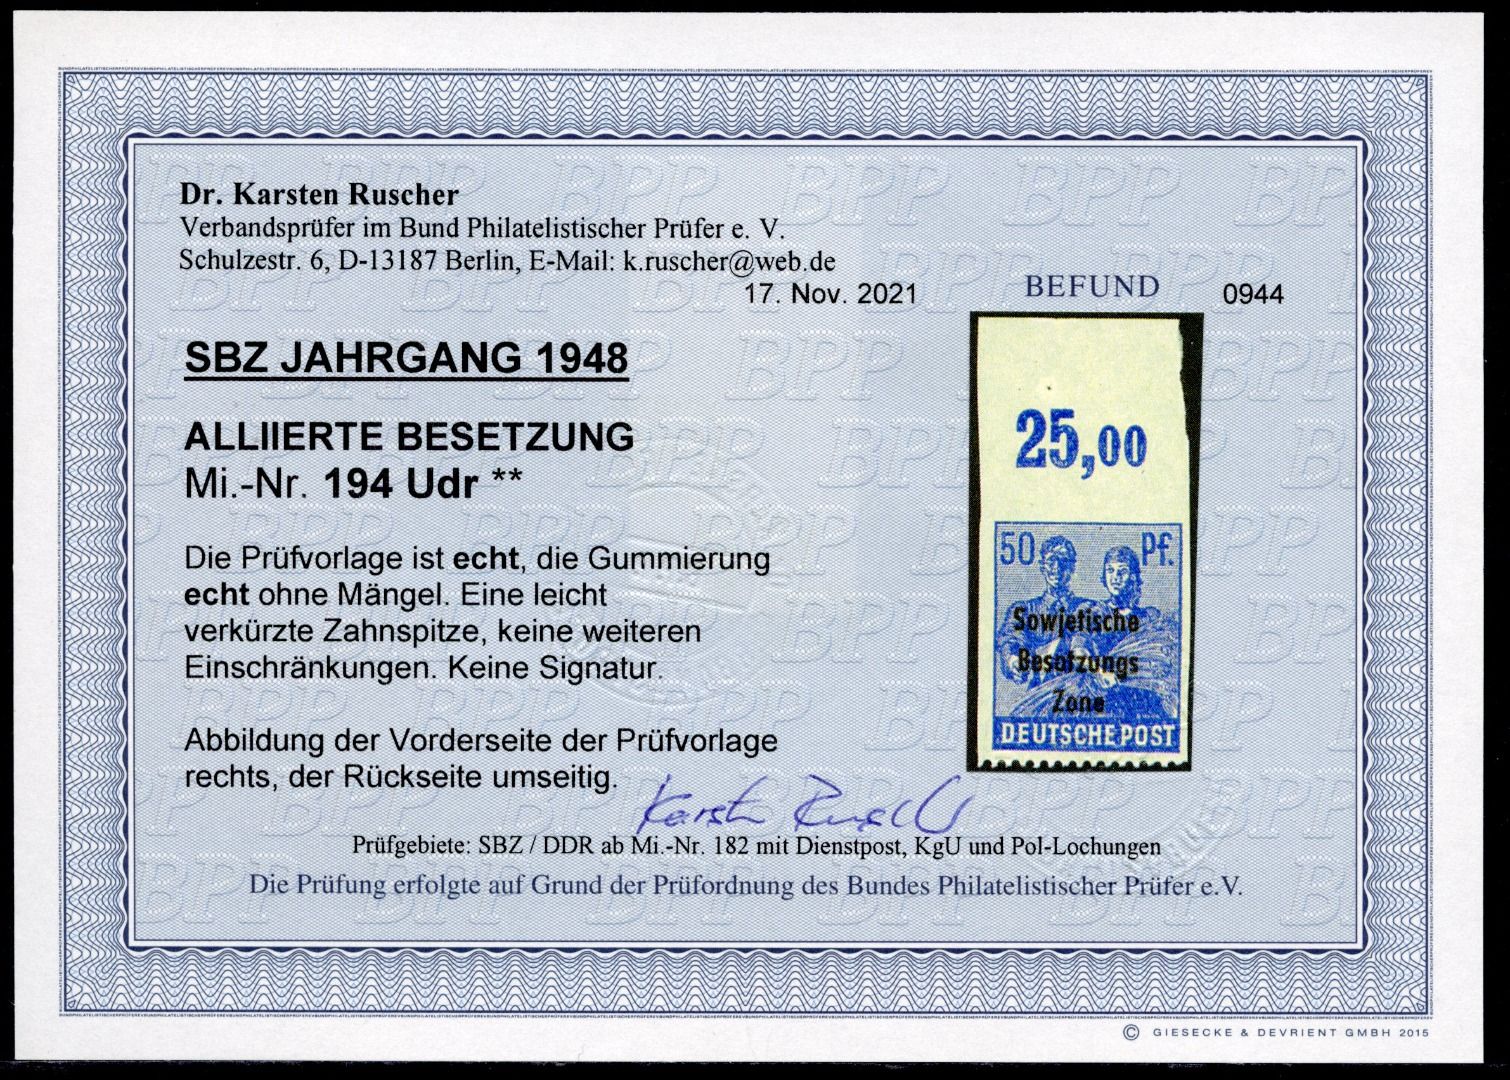 Dr. Karsten Ruscher
Verbandsprüfer im Bund Philatelistischer Prüfer e. V.
Schulzestr. 6, D-13187 Berlin, E-Mail: k.ruscher@web.de
17. Nov. 2021
BEFUND
0944
SBZ JAHRGANG 1948
ALLIIERTE BESETZUNG
Mi.-Nr. 194 Udr **
Die Prüfvorlage ist echt, die Gummierung
echt ohne Mängel. Eine leicht
verkürzte Zahnspitze, keine weiteren
Einschränkungen. Keine Signatur.
Abbildung der Vorderseite der Prüfvorlage
rechts, der Rückseite umseitig.
25,00
50 Pf.
Sowjetische
Besatzungs
Zone
DEUTSCHE POST
Karsten Ruscher
Prüfgebiete: SBZ / DDR ab Mi.-Nr. 182 mit Dienstpost, KgU und Pol-Lochungen
Die Prüfung erfolgte auf Grund der Prüfordnung des Bundes Philatelistischer Prüfer e.V.
© GIESECKE & DEVRIENT GMBH 2015